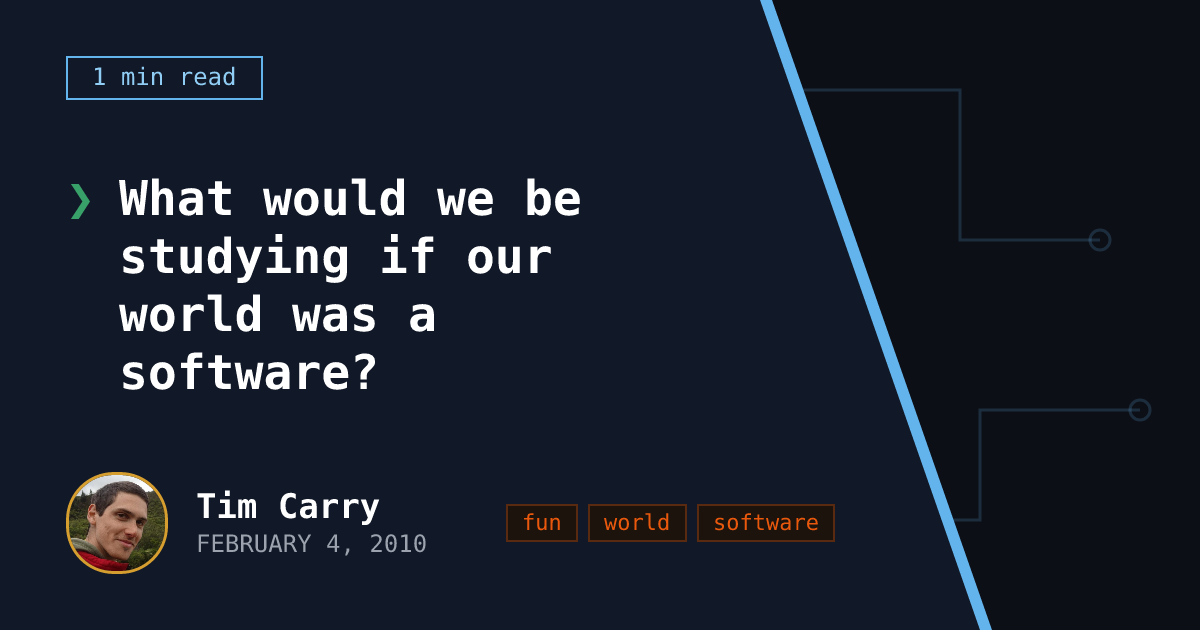 1 min read
❯ What would we be
studying if our
world was a
software?
Tim Carry
FEBRUARY 4, 2010
fun world software